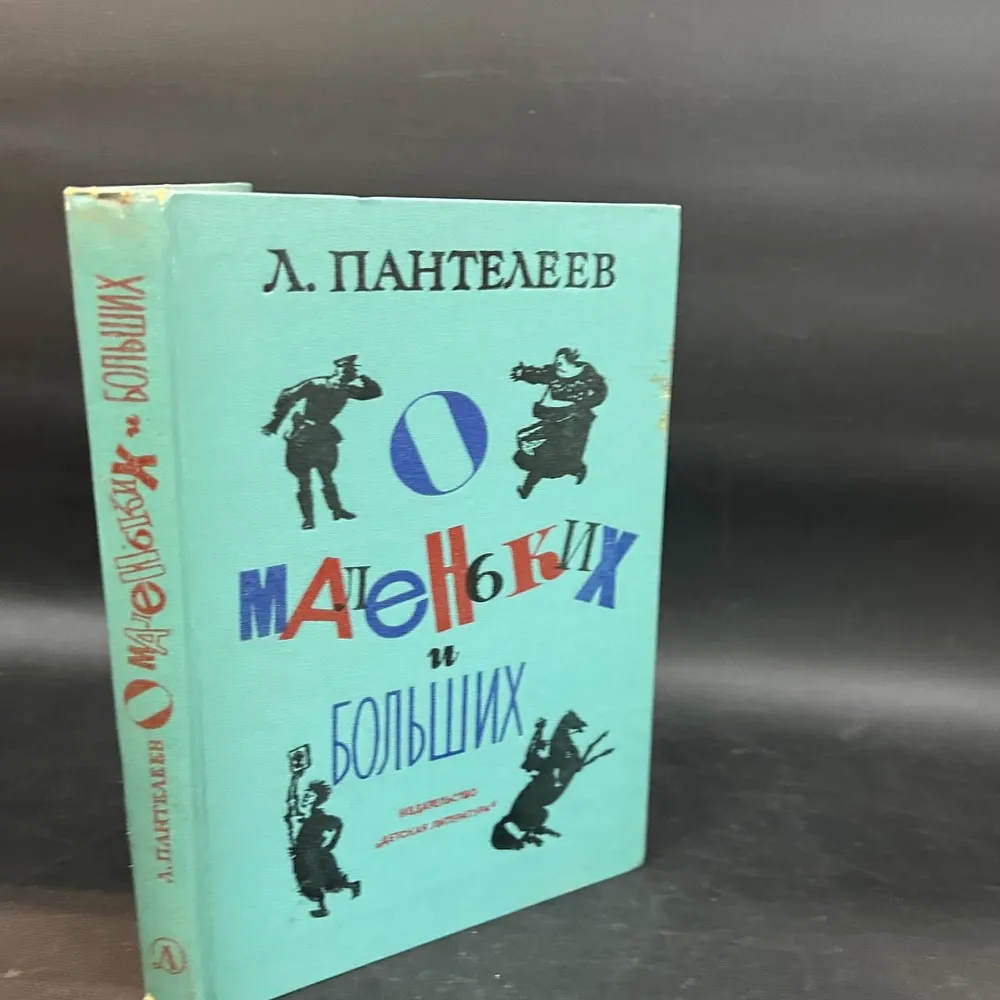 Л. ПАНТЕЛЕЕВ
О
МАЛЕНЬКИХ
и
БОЛЬШИХ
ИЗДАТЕЛЬСТВО
„ДЕТСКАЯ ЛИТЕРАТУРА“
Л. ПАНТЕЛЕЕВ О МАЛЕНЬКИХ и БОЛЬШИХ